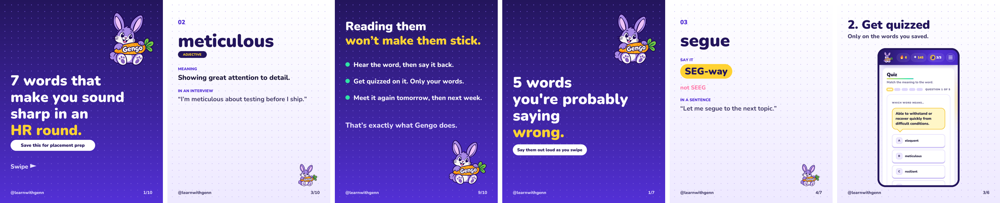 Gengo
7 words that
make you sound
sharp in an
HR round.
Save this for placement prep
Swipe
@learnwithgenn
1/10
02
meticulous
ADJECTIVE
MEANING
Showing great attention to detail.
IN AN INTERVIEW
“I’m meticulous about testing before I ship.”
Gengo
@learnwithgenn
3/10
Reading them
won’t make them stick.
Hear the word, then say it back.
Get quizzed on it. Only your words.
Meet it again tomorrow, then next week.
That’s exactly what Gengo does.
Gengo
@learnwithgenn
9/10
Gengo
5 words
you're probably
saying
wrong.
Say them out loud as you swipe
@learnwithgenn
1/7
03
segue
SAY IT
SEG-way
not SEEG
IN A SENTENCE
“Let me segue to the next topic.”
Gengo
@learnwithgenn
4/7
2. Get quizzed
Only on the words you saved.
6
145
3/3
Quiz
Match the meaning to the word.
QUESTION 1 OF 5
WHICH WORD MEANS...
Able to withstand or
recover quickly from
difficult conditions.
A eloquent
B meticulous
C resilient
@learnwithgenn
3/6